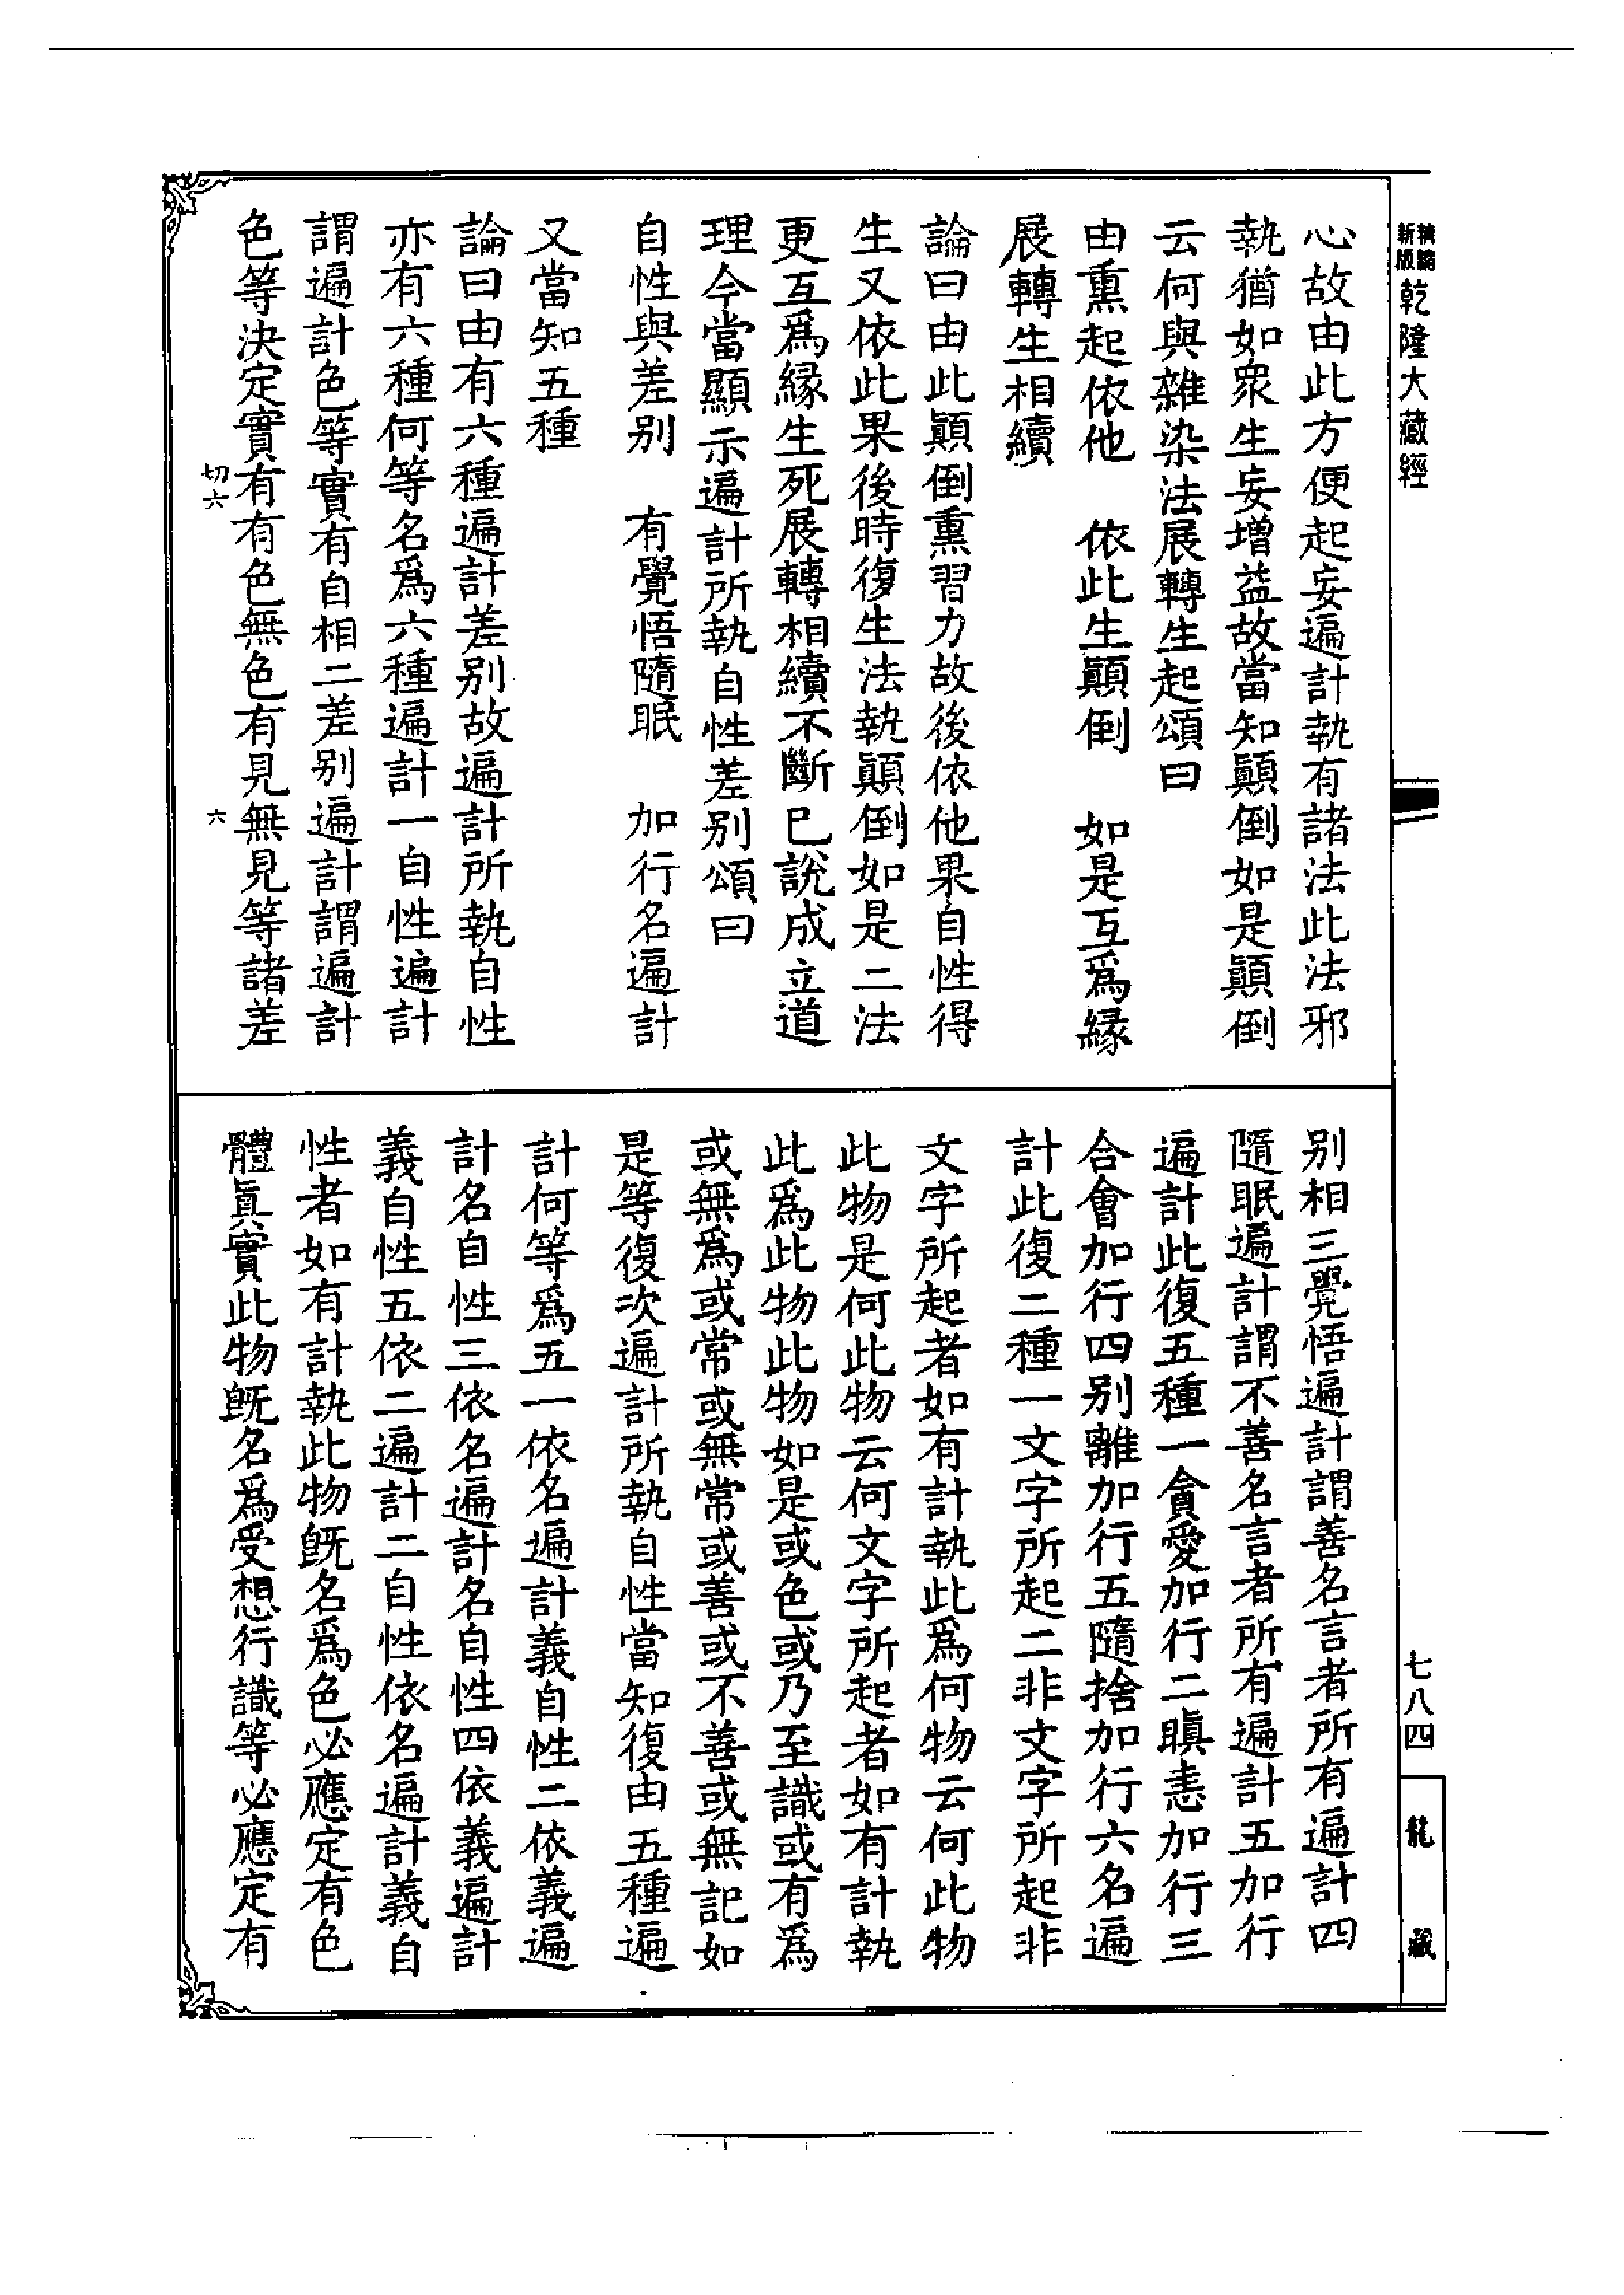 新版
乾隆大藏經
心故由此方便起妄遍計執有諸法此法邪
執猶如衆生妄增益故當知顚倒如是顚倒
云何與雜染法展轉生起頌曰
由熏起依他　依此生顚倒　如是互爲縁
展轉生相續
論曰由此顚倒熏習力故後依他果自性得
生又依此果後時復生法執顚倒如是二法
更互爲縁生死展轉相續不斷已說成立道
理今當顯示遍計所執自性差別頌曰
自性與差别　有覺悟隨眠　加行名遍計
又當知五種
論曰由有六種遍計差别故遍計所執自性
亦有六種何等名爲六種遍計一自性遍計
謂遍計色等實有自相二差别遍計謂遍計
色等決定實有有色無色有見無見等諸差
切六
六
别相三覺悟遍計謂善名言者所有遍計四
隨眠遍計謂不善名言者所有遍計五加行
遍計此復五種一貪愛加行二瞋恚加行三
合會加行四别離加行五隨捨加行六名遍
計此復二種一文字所起二非文字所起非
文字所起者如有計執此爲何物云何此物
此物是何此物云何文字所起者如有計執
此爲此物此物如是或色或乃至識或有爲
或無爲或常或無常或善或不善或無記如
是等復次遍計所執自性當知復由五種遍
計何等爲五一依名遍計義自性二依義遍
計名自性三依名遍計名自性四依義遍計
義自性五依二遍計二自性依名遍計義自
性者如有計執此物旣名爲色必應定有色
體眞實此物旣名爲受想行識等必應定有
七八四
龍藏